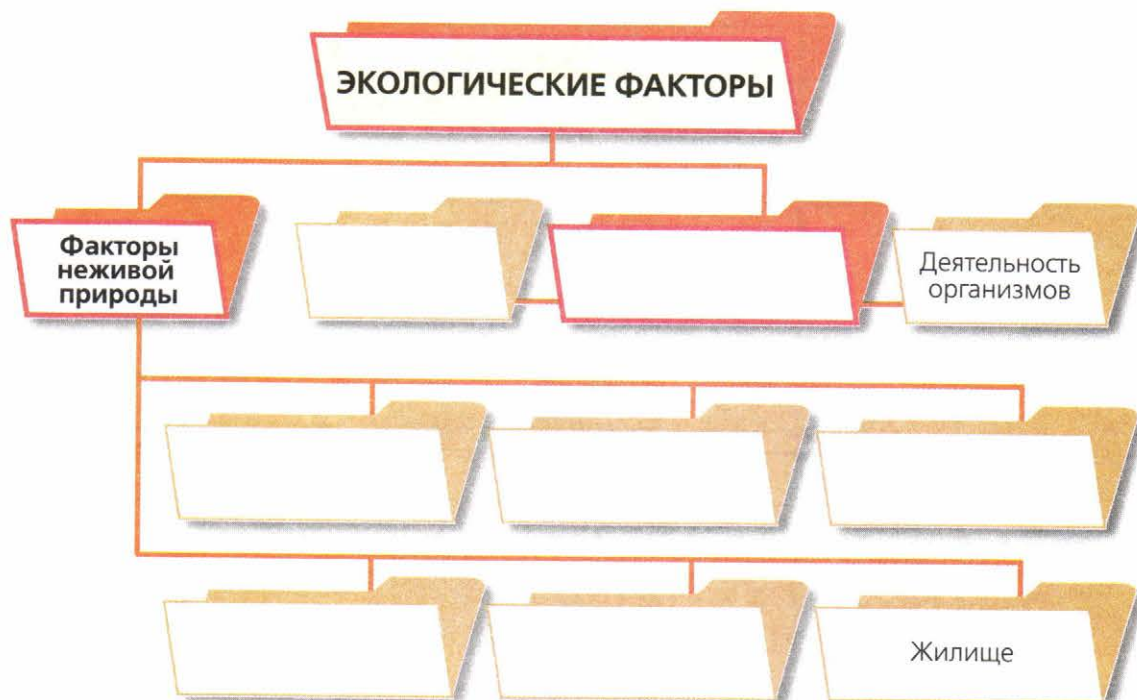 ЭКОЛОГИЧЕСКИЕ ФАКТОРЫ
Факторы
неживой
природы
Деятельность
организмов
Жилище